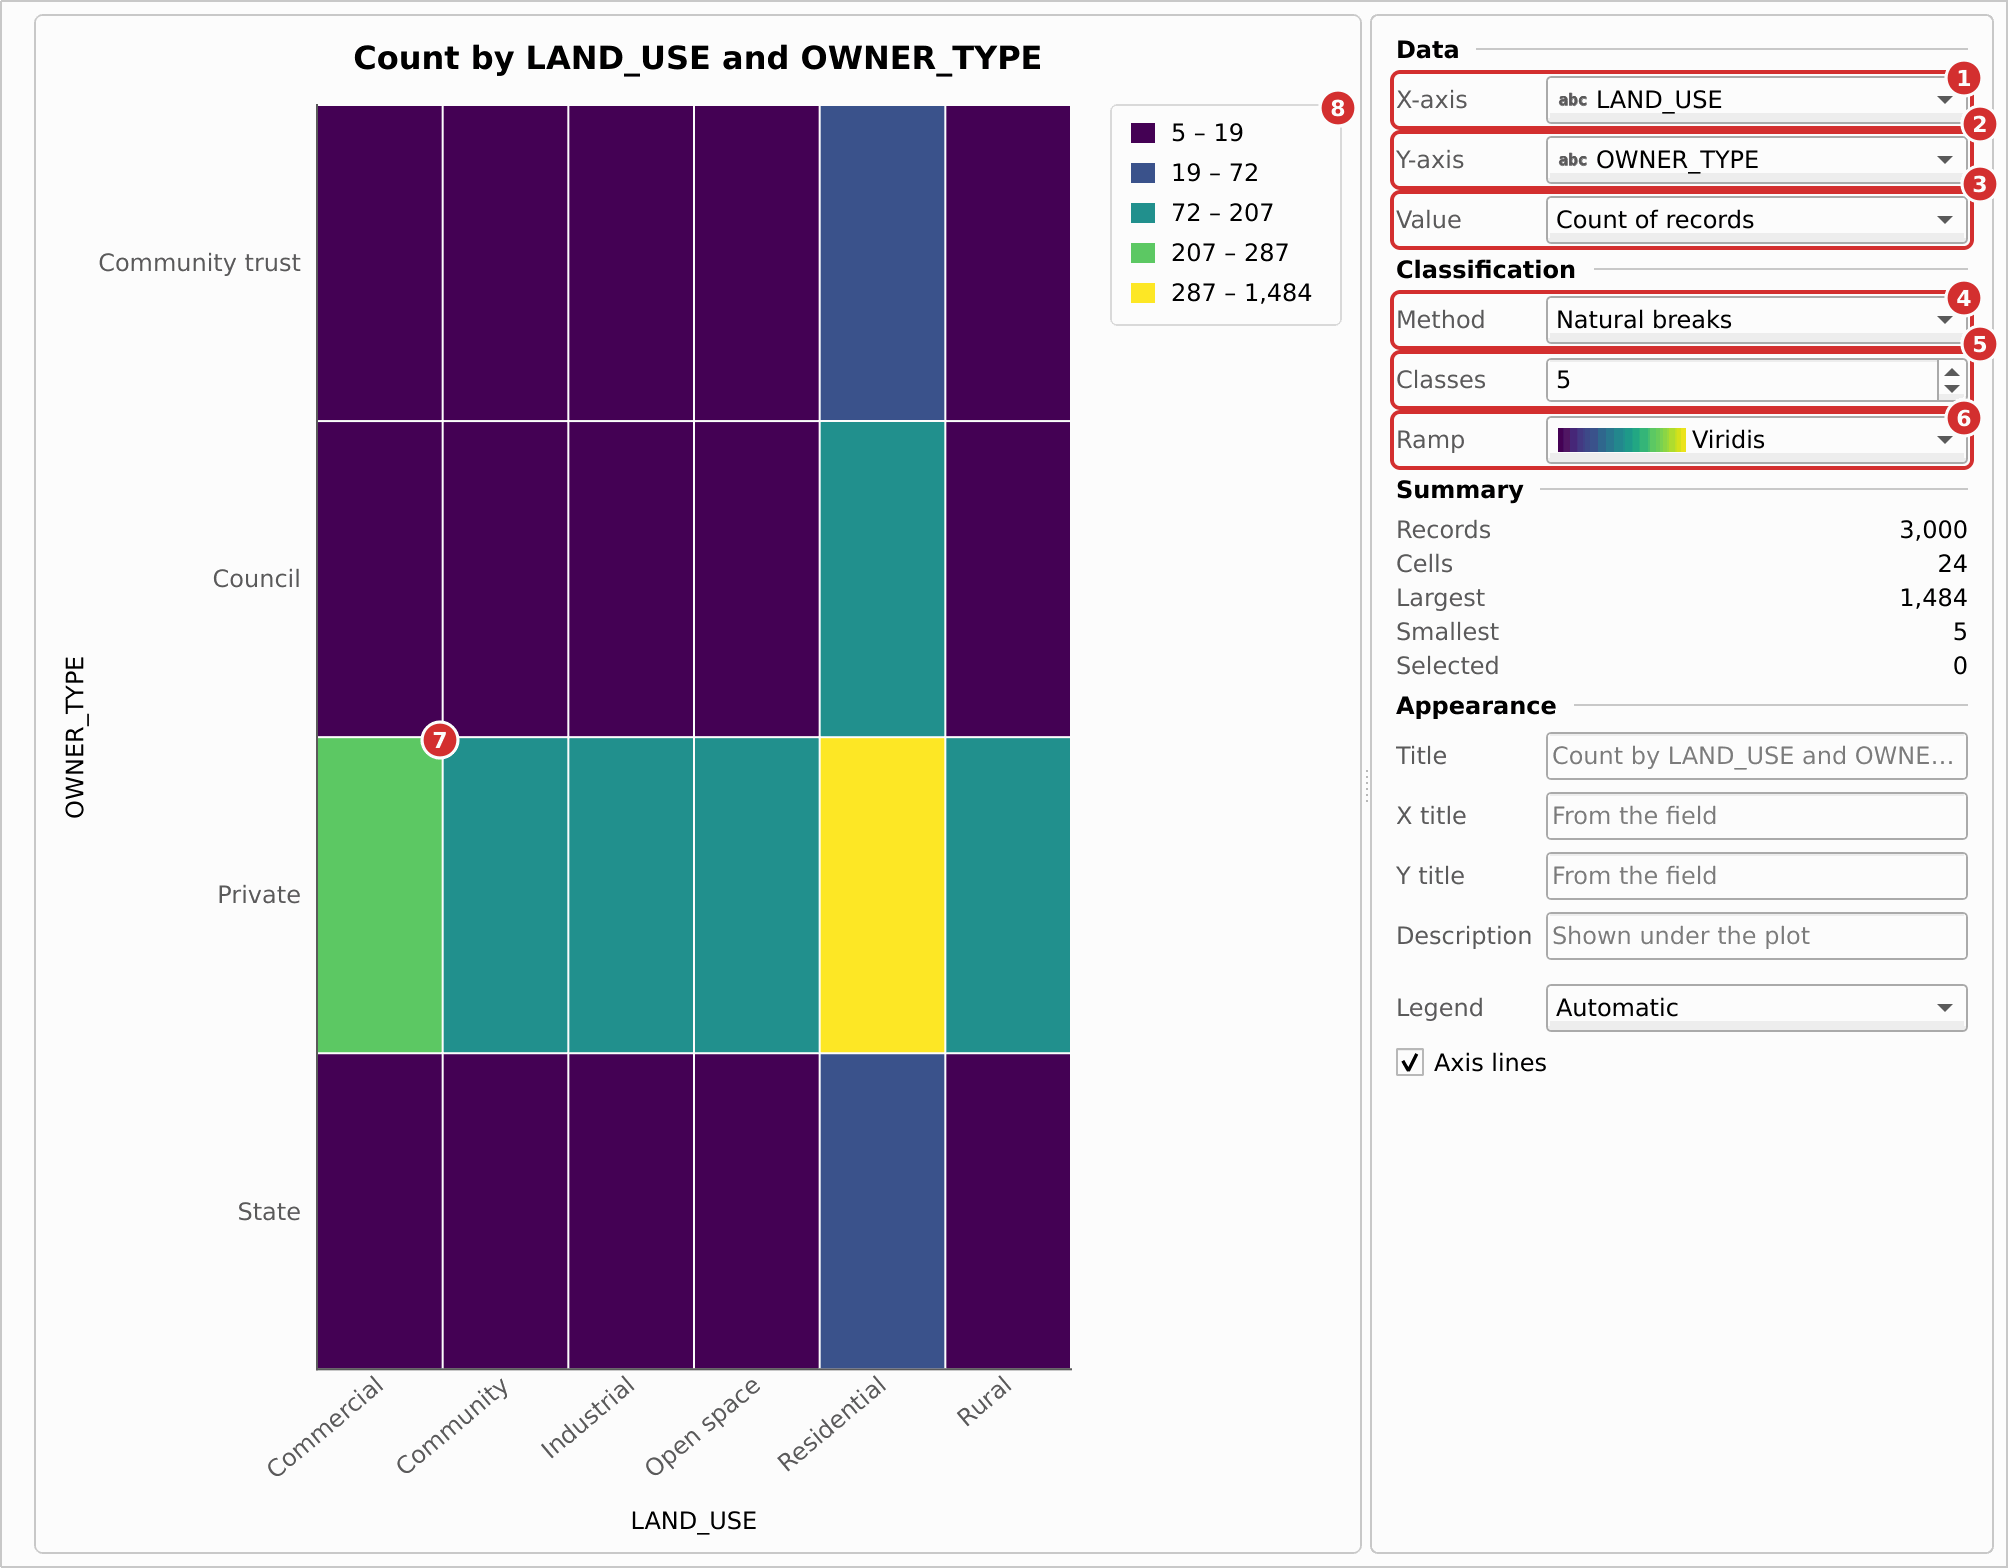 Count by LAND_USE and OWNER_TYPE
8
5 – 19
19 – 72
72 – 207
207 – 287
287 – 1,484
Community trust
Council
7
Private
State
OWNER_TYPE
Commercial
Community
Industrial
Open space
Residential
Rural
LAND_USE
Data
1
X-axis abc LAND_USE
2
Y-axis abc OWNER_TYPE
3
Value Count of records
Classification
4
Method Natural breaks
5
Classes 5
6
Ramp Viridis
Summary
Records 3,000
Cells 24
Largest 1,484
Smallest 5
Selected 0
Appearance
Title Count by LAND_USE and OWNE...
X title From the field
Y title From the field
Description Shown under the plot
Legend Automatic
Axis lines